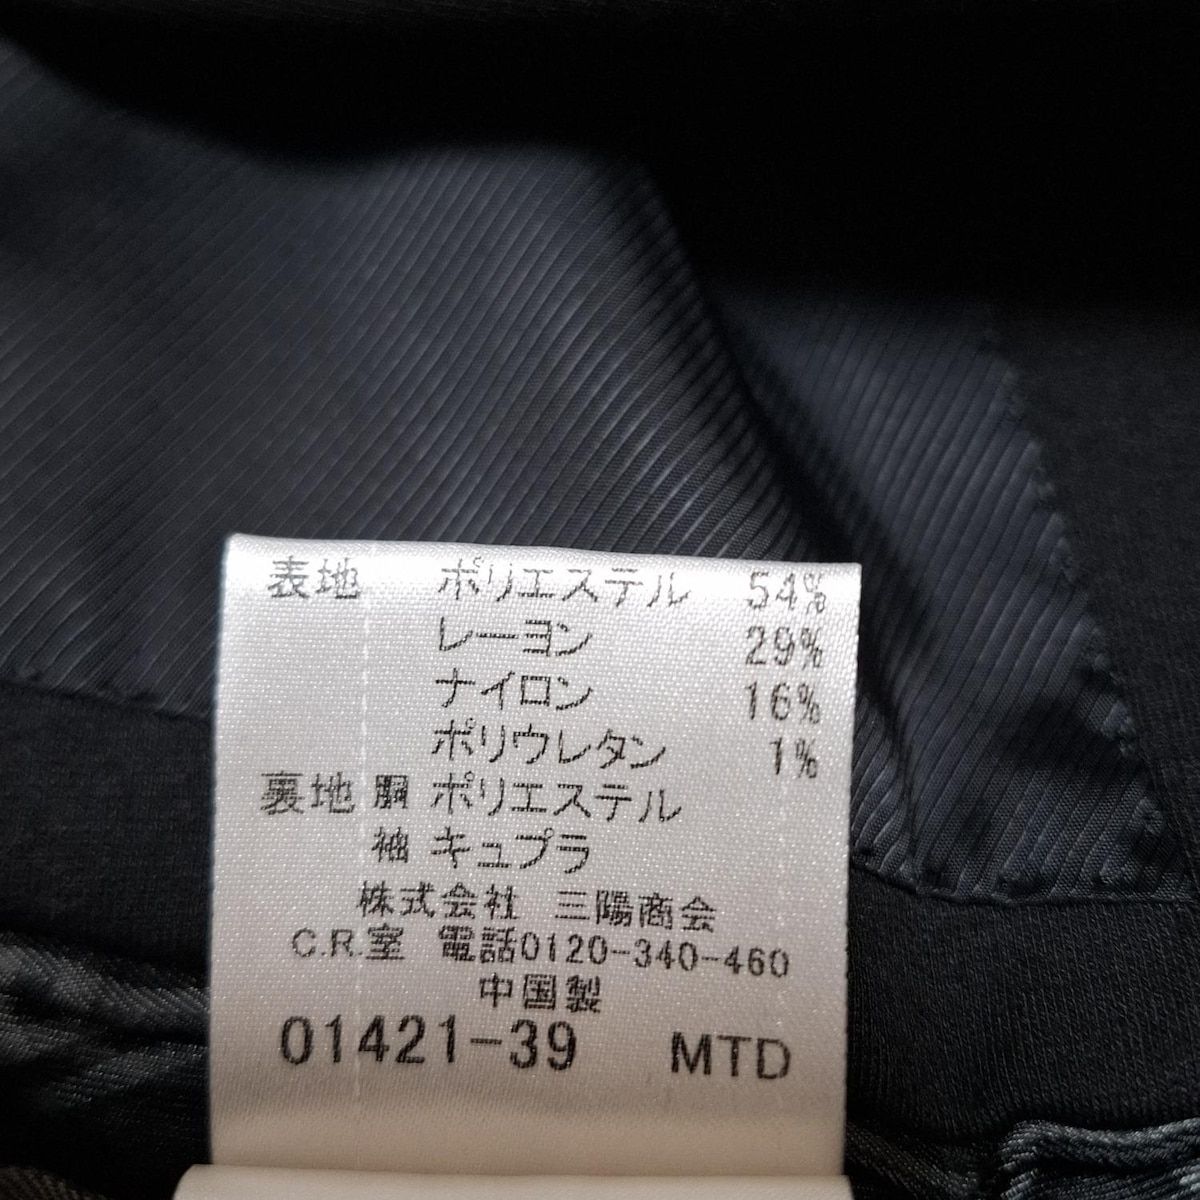 表地 ポリエステル 54%
レーヨン 29%
ナイロン 16%
ポリウレタン 1%
裏地 胴 ポリエステル
袖 キュプラ
株式会社 三陽商会
C.R.室 電話0120-340-460
中国製
01421-39 MTD